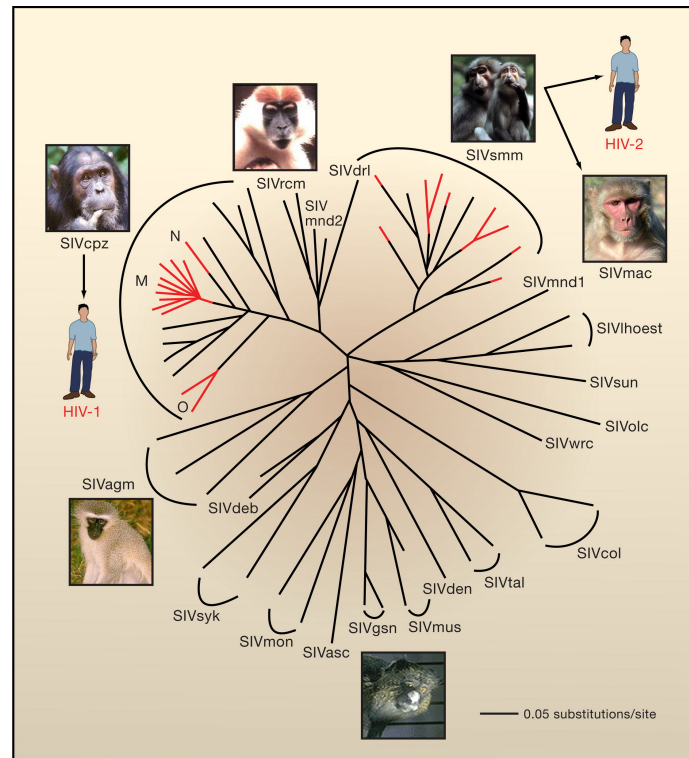 HIV-2
SIVsmm
SIVrcm
SIVdrl
SIV
mnd2
SIVcpz
SIVmac
N
M
SIVmnd1
SIVlhoest
SIVsun
HIV-1
O
SIVolc
SIVwrc
SIVagm
SIVdeb
SIVcol
SIVtal
SIVden
SIVsyk
SIVgsn
SIVmus
SIVmon
SIVasc
0.05 substitutions/site